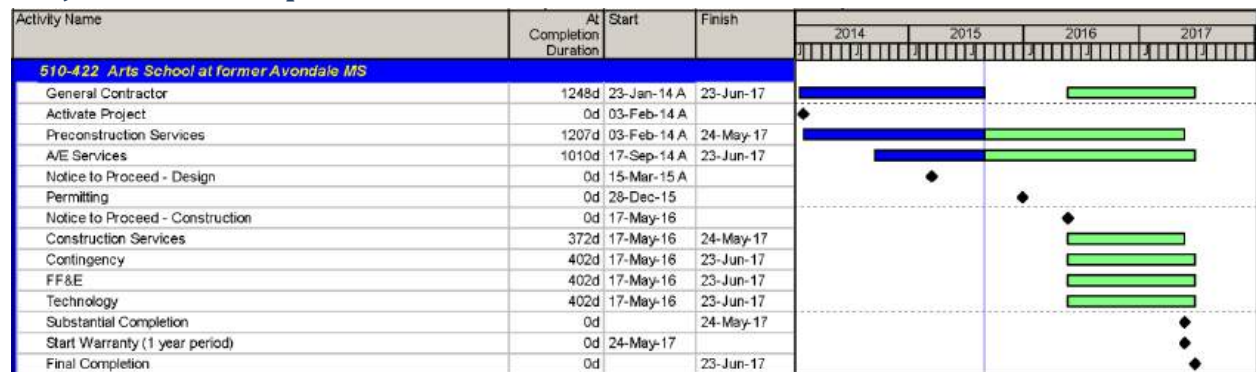 Activity Name At Completion Duration Start Finish 2014 2015 2016 2017
J J J J J J J J
510-422 Arts School at former Avondale MS
General Contractor 1248d 23-Jan-14 A 23-Jun-17
Activate Project 0d 03-Feb-14 A
Preconstruction Services 1207d 03-Feb-14 A 24-May-17
A/E Services 1010d 17-Sep-14 A 23-Jun-17
Notice to Proceed - Design 0d 15-Mar-15 A
Permitting 0d 28-Dec-15
Notice to Proceed - Construction 0d 17-May-16
Construction Services 372d 17-May-16 24-May-17
Contingency 402d 17-May-16 23-Jun-17
FF&E 402d 17-May-16 23-Jun-17
Technology 402d 17-May-16 23-Jun-17
Substantial Completion 0d 24-May-17
Start Warranty (1 year period) 0d 24-May-17
Final Completion 0d 23-Jun-17